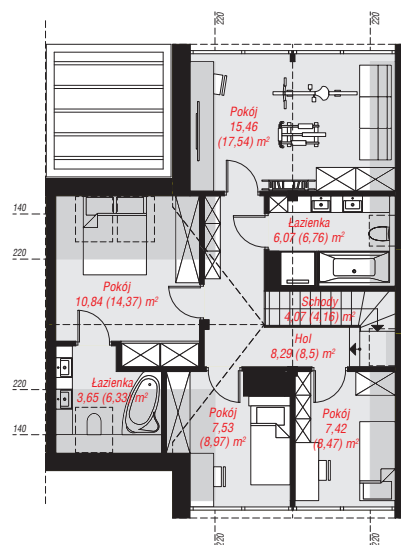 220
220
Pokój
15,46
(17,54) m²
140
Łazienka
6,07 (6,76) m²
220
Pokój
10,84 (14,37) m²
Schody
4,07 (4,16) m²
Hol
8,29 (8,5) m²
220
Łazienka
3,65 (6,33) m²
Pokój
7,53
(8,97) m²
Pokój
7,42
(8,47) m²
140
220
220